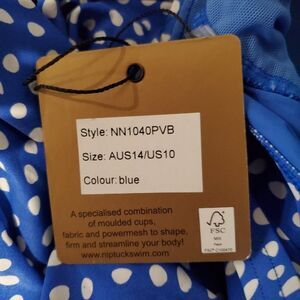 Style: NN1040PVB
Size: AUS14/US10
Colour: blue
A specialised combination
of moulded cups,
fabric and powermesh to shape,
firm and streamline your body!
www.niptuckswim.com
FSC
MIX